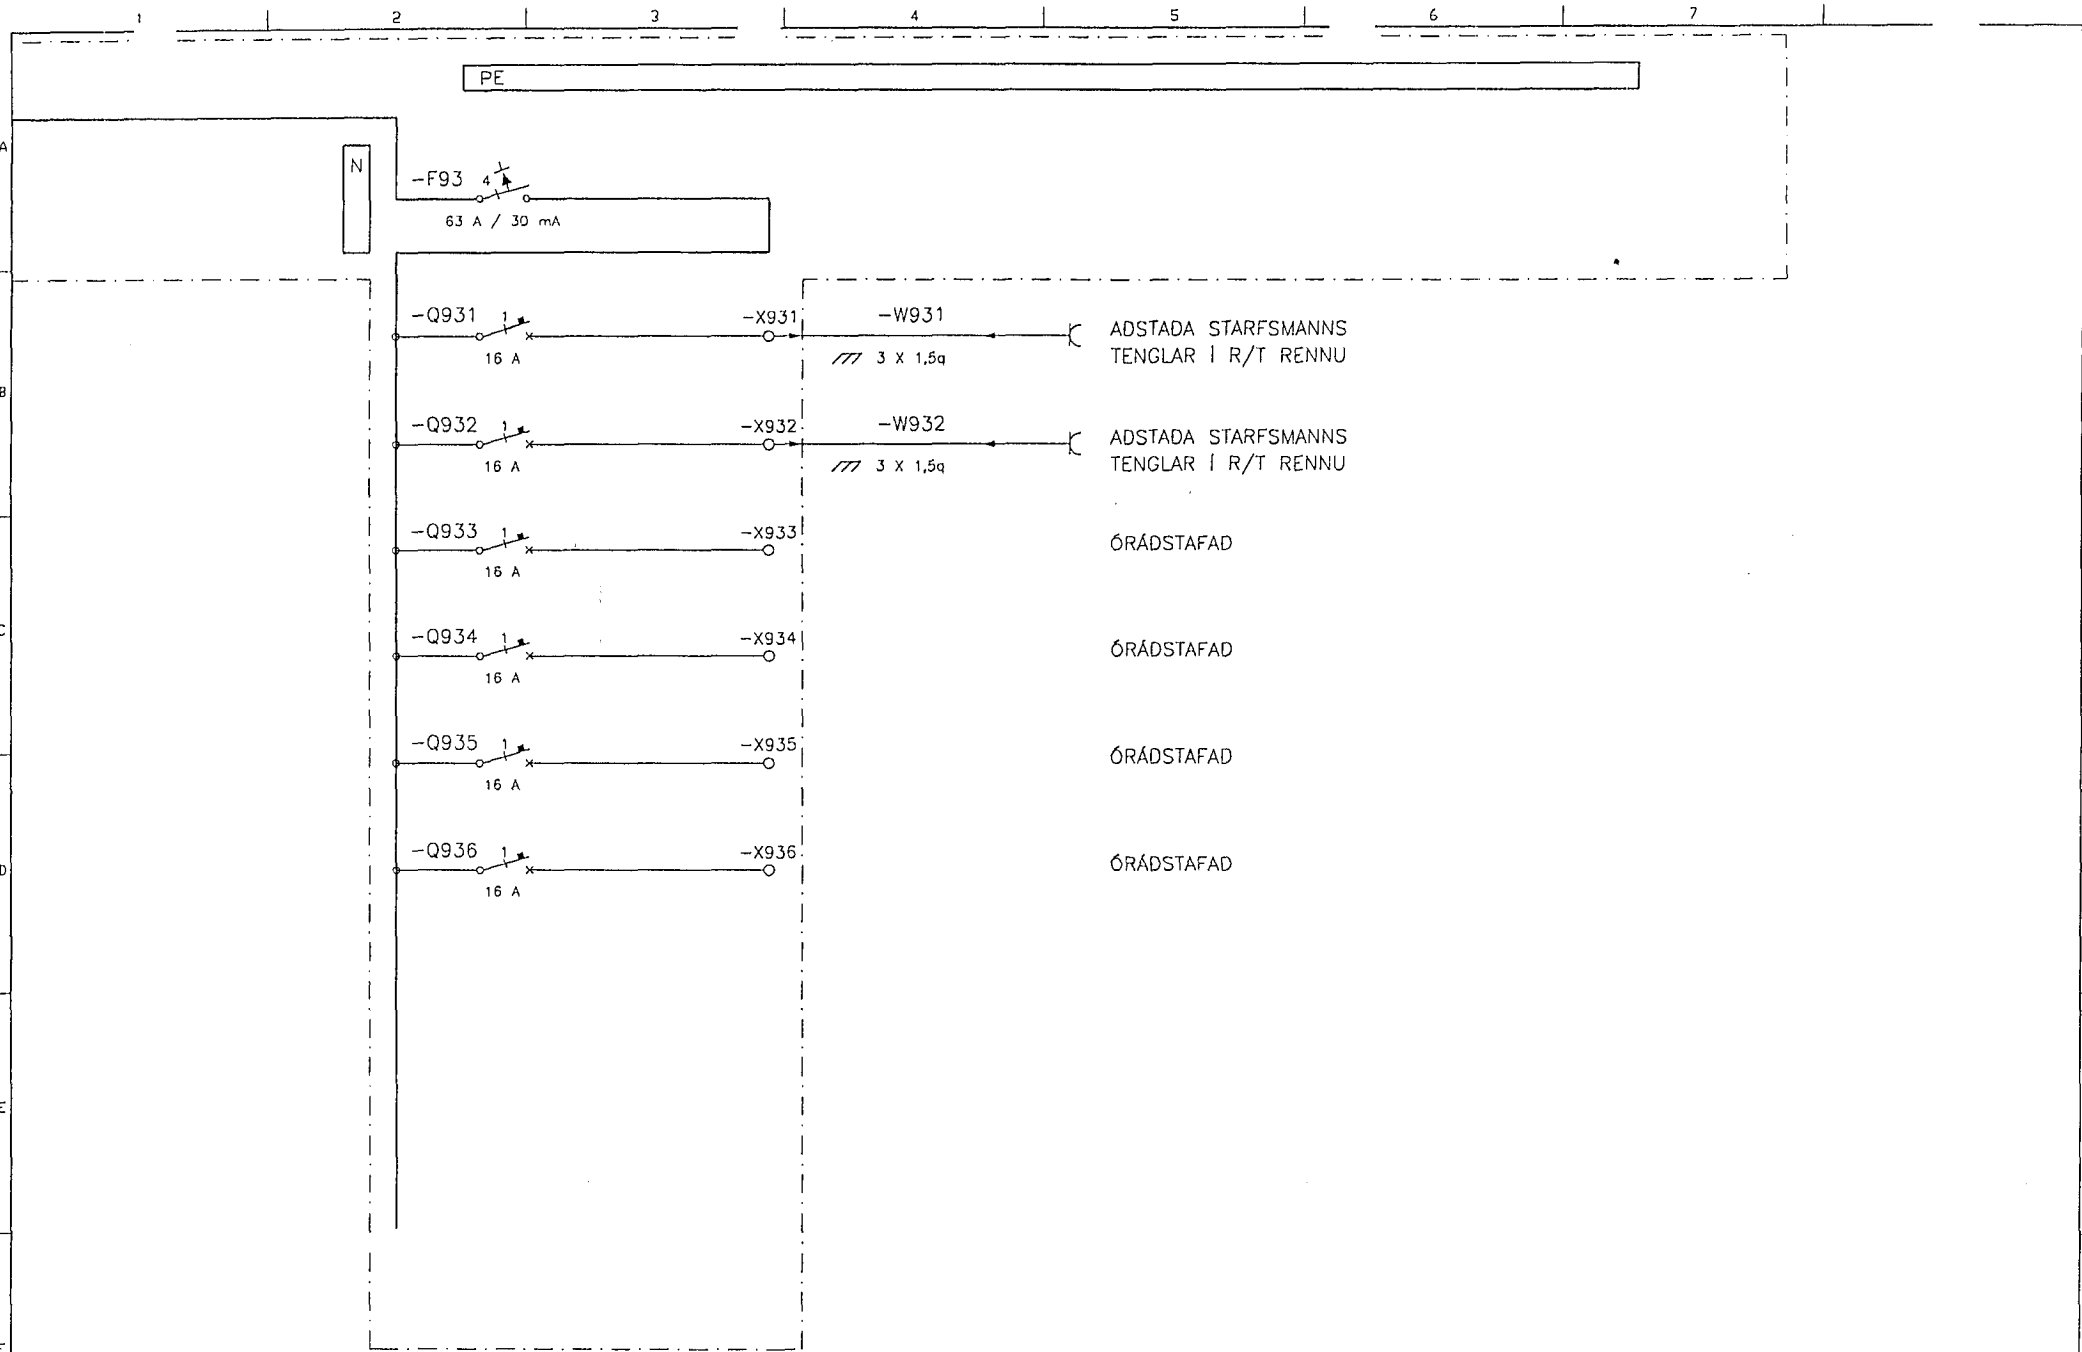 1 2 3 4 5 6 7
PE
A
N
-F93 4
63 A / 30 mA
-Q931 1 -X931 -W931 ADSTADA STARFSMANNS
16 A 3 X 1,5q TENGLAR Í R/T RENNU
B
-Q932 1 -X932 -W932 ADSTADA STARFSMANNS
16 A 3 X 1,5q TENGLAR Í R/T RENNU
-Q933 1 -X933 ÓRÁDSTAFAD
16 A
C
-Q934 1 -X934 ÓRÁDSTAFAD
16 A
-Q935 1 -X935 ÓRÁDSTAFAD
16 A
-Q936 1 -X936 ÓRÁDSTAFAD
D
16 A
E